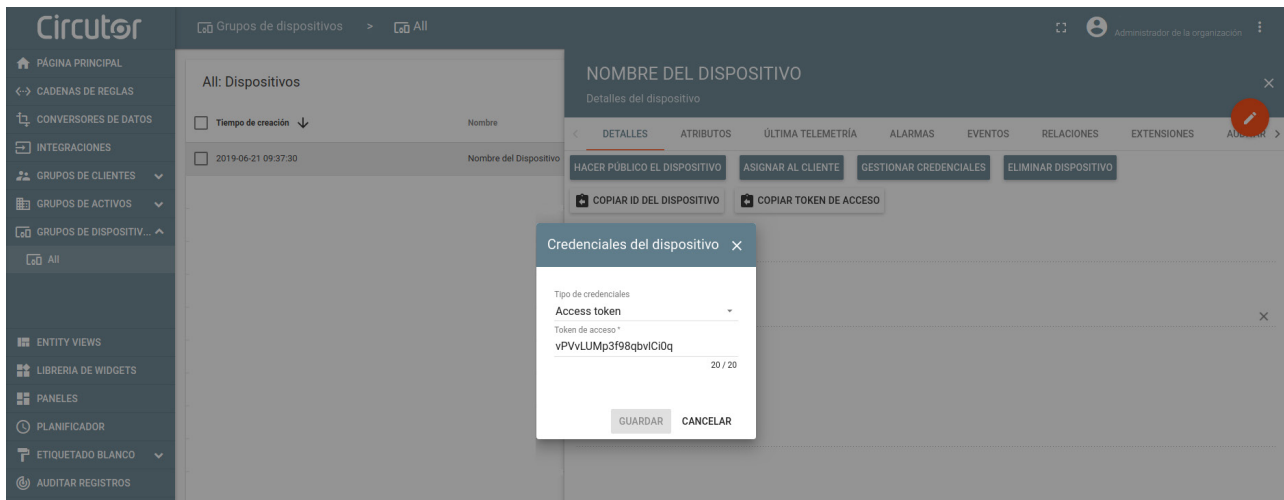 Circutor
Grupos de dispositivos > All
Administrador de la organización
PÁGINA PRINCIPAL
CADENAS DE REGLAS
CONVERSORES DE DATOS
INTEGRACIONES
GRUPOS DE CLIENTES
GRUPOS DE ACTIVOS
GRUPOS DE DISPOSITIV...
All
ENTITY VIEWS
LIBRERIA DE WIDGETS
PANELES
PLANIFICADOR
ETIQUETADO BLANCO
AUDITAR REGISTROS
All: Dispositivos
Tiempo de creación Nombre
2019-06-21 09:37:30 Nombre del Dispositivo
NOMBRE DEL DISPOSITIVO
Detalles del dispositivo
DETALLES ATRIBUTOS ÚLTIMA TELEMETRÍA ALARMAS EVENTOS RELACIONES EXTENSIONES
HACER PÚBLICO EL DISPOSITIVO ASIGNAR AL CLIENTE GESTIONAR CREDENCIALES ELIMINAR DISPOSITIVO
COPIAR ID DEL DISPOSITIVO COPIAR TOKEN DE ACCESO
Credenciales del dispositivo
Tipo de credenciales
Access token
Token de acceso *
vPVvLUMp3f98qbvlCi0q
20 / 20
GUARDAR CANCELAR